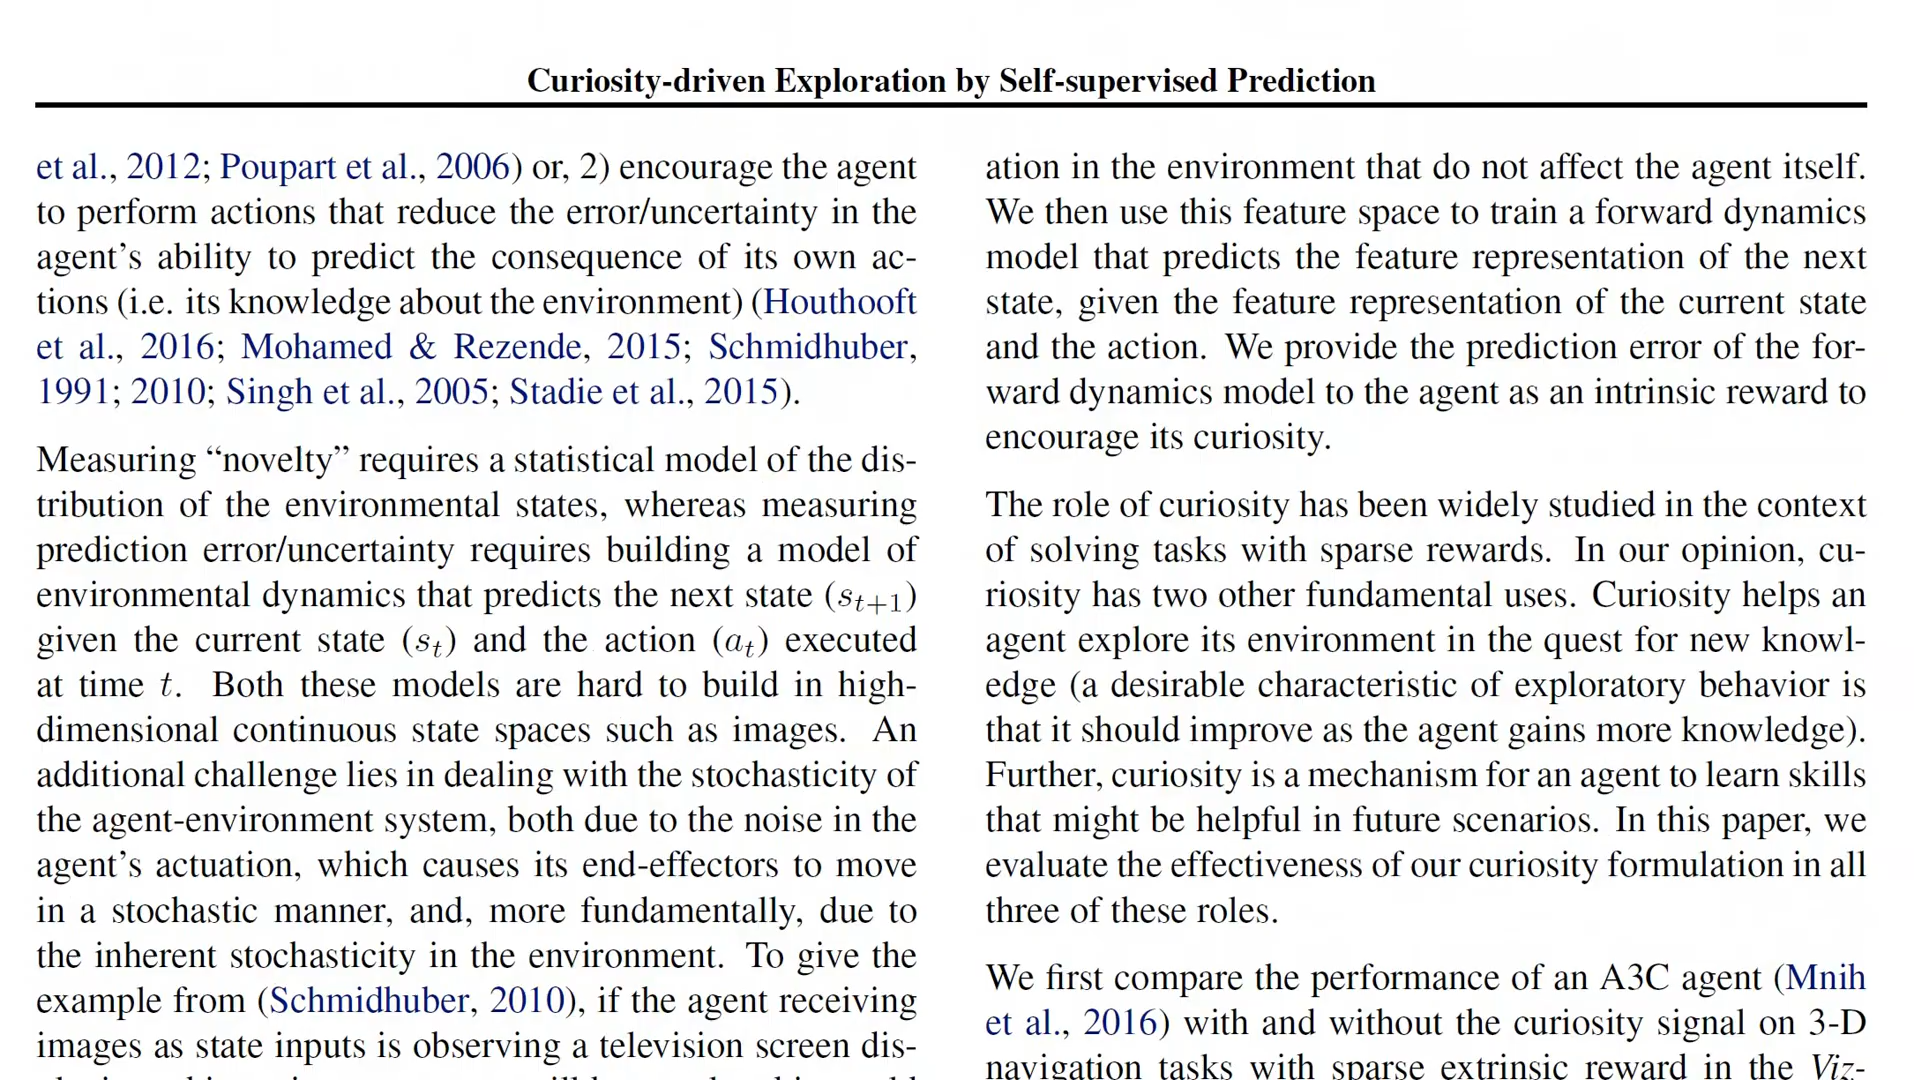 Curiosity-driven Exploration by Self-supervised Prediction
et al., 2012; Poupart et al., 2006) or, 2) encourage the agent
to perform actions that reduce the error/uncertainty in the
agent's ability to predict the consequence of its own ac-
tions (i.e. its knowledge about the environment) (Houthooft
et al., 2016; Mohamed & Rezende, 2015; Schmidhuber,
1991; 2010; Singh et al., 2005; Stadie et al., 2015).
Measuring “novelty” requires a statistical model of the dis-
tribution of the environmental states, whereas measuring
prediction error/uncertainty requires building a model of
environmental dynamics that predicts the next state (s_{t+1})
given the current state (s_t) and the action (a_t) executed
at time t. Both these models are hard to build in high-
dimensional continuous state spaces such as images. An
additional challenge lies in dealing with the stochasticity of
the agent-environment system, both due to the noise in the
agent's actuation, which causes its end-effectors to move
in a stochastic manner, and, more fundamentally, due to
the inherent stochasticity in the environment. To give the
example from (Schmidhuber, 2010), if the agent receiving
images as state inputs is observing a television screen dis-
ation in the environment that do not affect the agent itself.
We then use this feature space to train a forward dynamics
model that predicts the feature representation of the next
state, given the feature representation of the current state
and the action. We provide the prediction error of the for-
ward dynamics model to the agent as an intrinsic reward to
encourage its curiosity.
The role of curiosity has been widely studied in the context
of solving tasks with sparse rewards. In our opinion, cu-
riosity has two other fundamental uses. Curiosity helps an
agent explore its environment in the quest for new knowl-
edge (a desirable characteristic of exploratory behavior is
that it should improve as the agent gains more knowledge).
Further, curiosity is a mechanism for an agent to learn skills
that might be helpful in future scenarios. In this paper, we
evaluate the effectiveness of our curiosity formulation in all
three of these roles.
We first compare the performance of an A3C agent (Mnih
et al., 2016) with and without the curiosity signal on 3-D
navigation tasks with sparse extrinsic reward in the Viz-